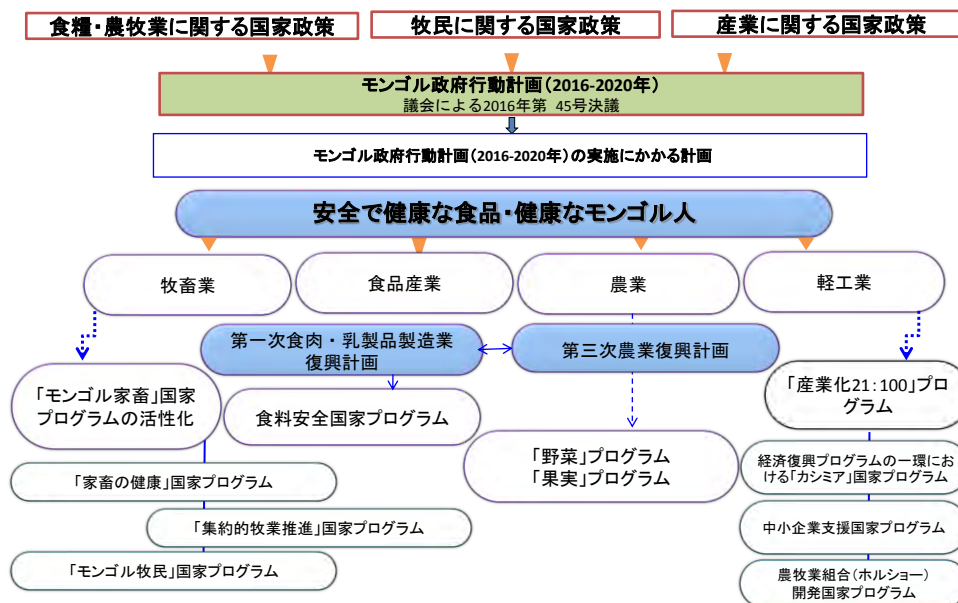 食糧・農牧業に関する国家政策
牧民に関する国家政策
産業に関する国家政策
モンゴル政府行動計画(2016-2020年)
議会による2016年第 45号決議
モンゴル政府行動計画(2016-2020年)の実施にかかる計画
安全で健康な食品・健康なモンゴル人
牧畜業
食品産業
農業
軽工業
第一次食肉・乳製品製造業
復興計画
第三次農業復興計画
「モンゴル家畜」国家
プログラムの活性化
食料安全国家プログラム
「産業化21:100」プロ
グラム
「野菜」プログラム
「果実」プログラム
「家畜の健康」国家プログラム
経済復興プログラムの一環にお
ける「カシミア」国家プログラム
「集約的牧業推進」国家プログラム
中小企業支援国家プログラム
「モンゴル牧民」国家プログラム
農牧業組合(ホルショー)
開発国家プログラム